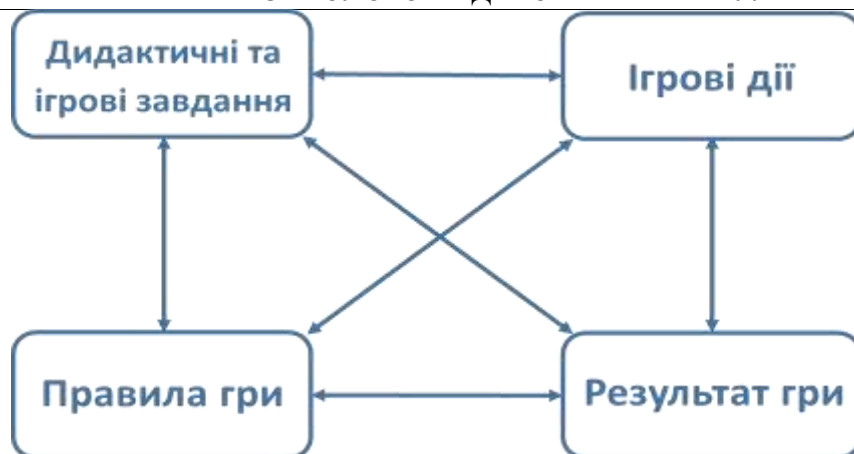 Дидактичні та
ігрові завдання
Ігрові дії
Правила гри
Результат гри